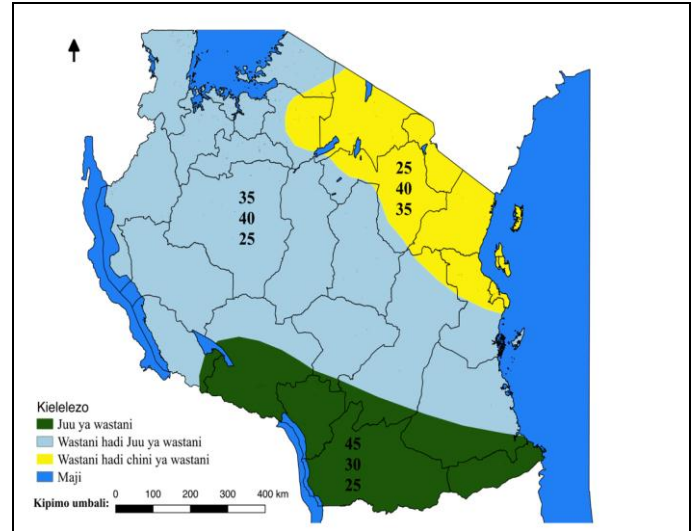 25
40
35
35
40
25
45
30
25
Kielelezo
Juu ya wastani
Wastani hadi Juu ya wastani
Wastani hadi chini ya wastani
Maji
Kipimo umbali:
0 100 200 300 400 km